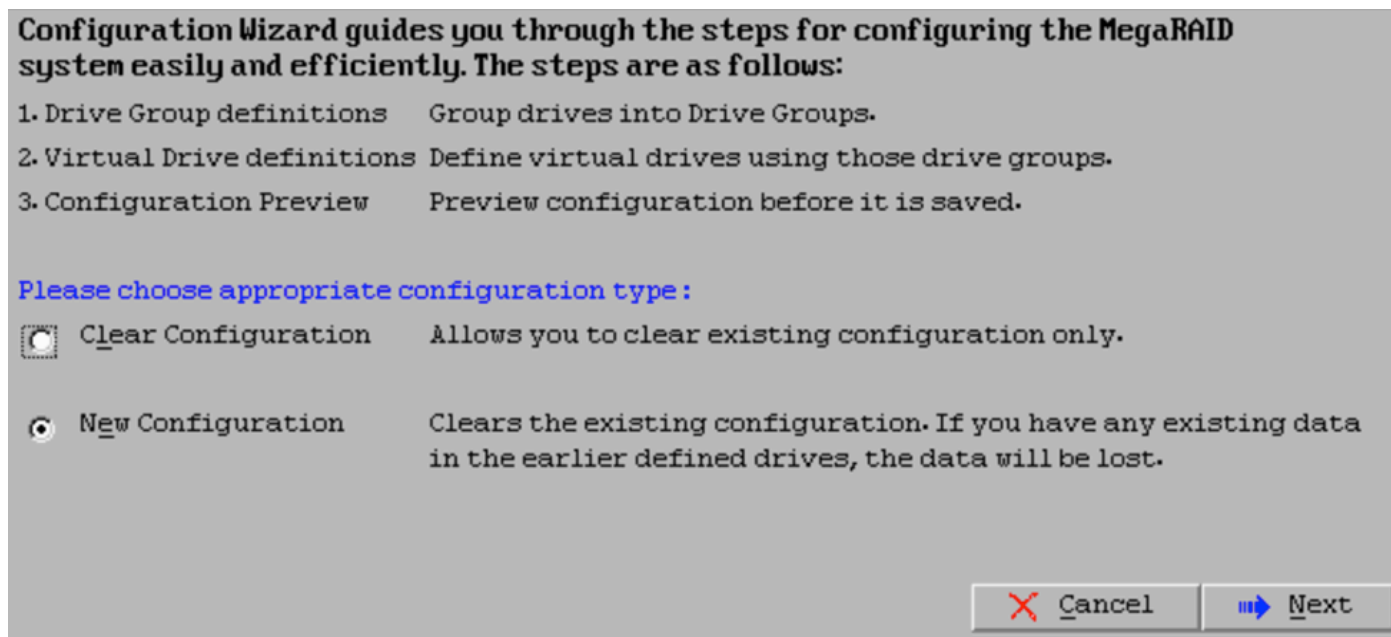 Configuration Wizard guides you through the steps for configuring the MegaRAID
system easily and efficiently. The steps are as follows:
1. Drive Group definitions Group drives into Drive Groups.
2. Virtual Drive definitions Define virtual drives using those drive groups.
3. Configuration Preview Preview configuration before it is saved.
Please choose appropriate configuration type:
Clear Configuration Allows you to clear existing configuration only.
New Configuration Clears the existing configuration. If you have any existing data
in the earlier defined drives, the data will be lost.
Cancel Next